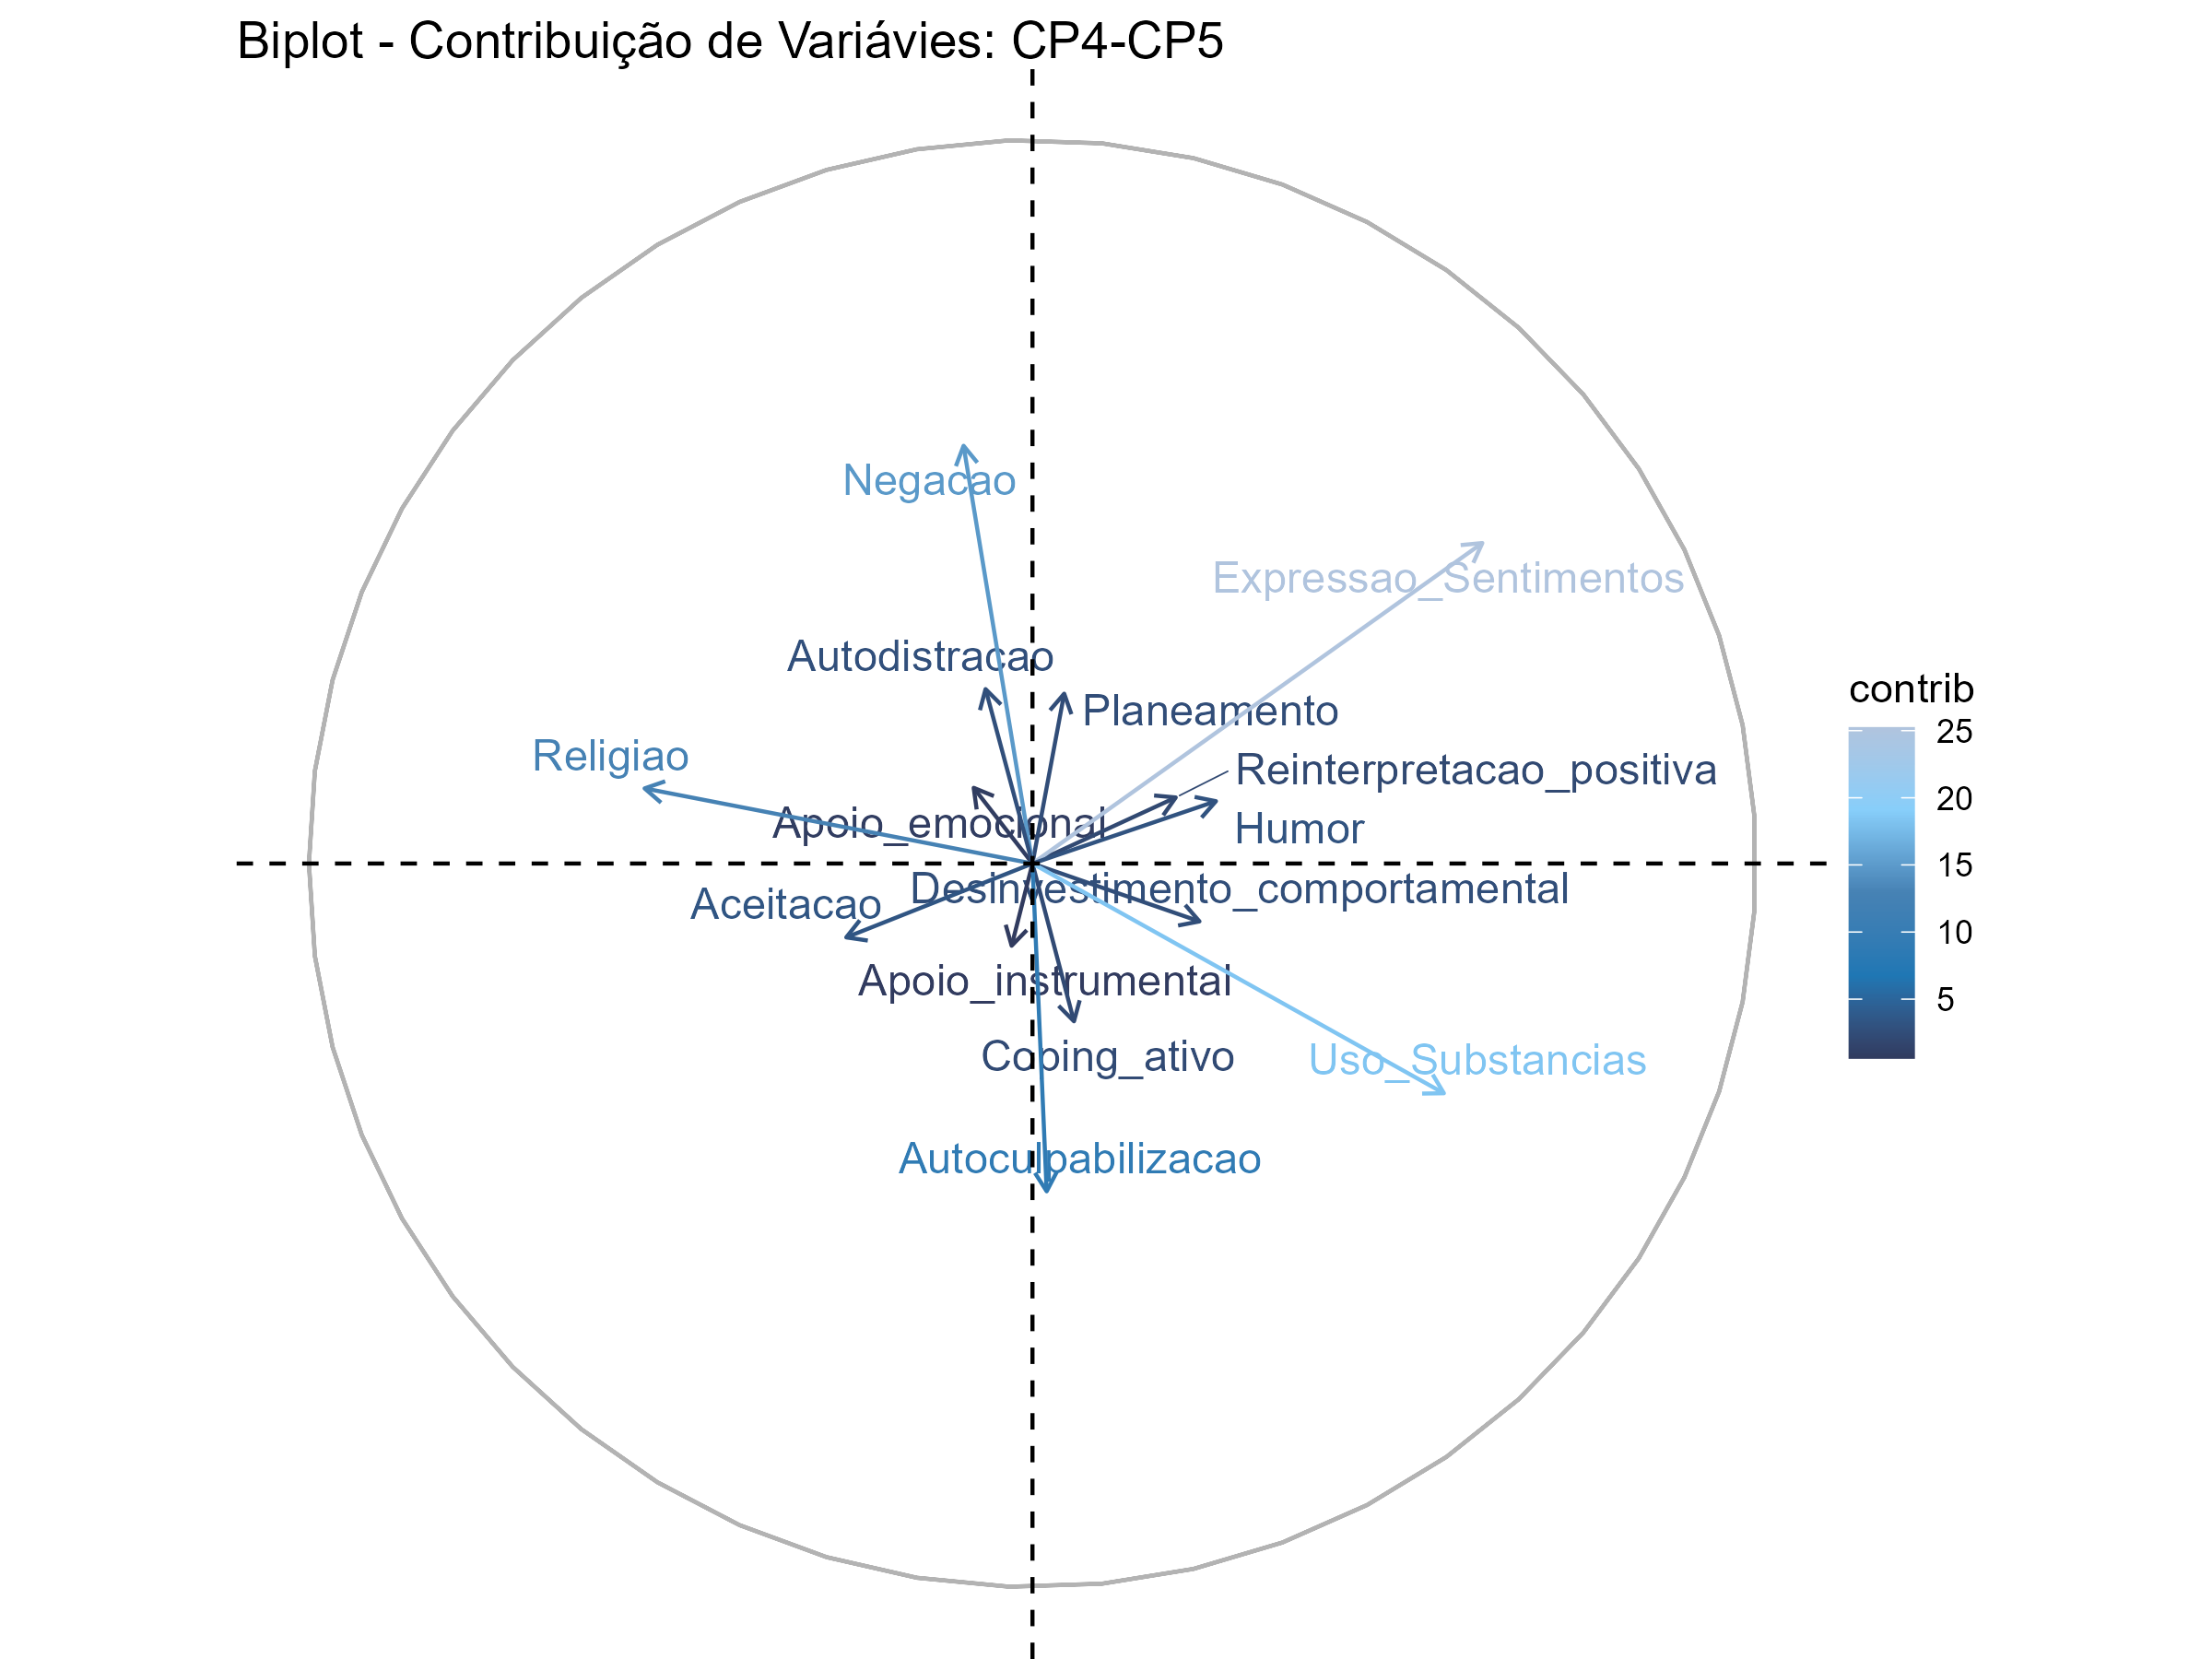 Biplot - Contribuição de Variávies: CP4-CP5
Negacao
Expressao_Sentimentos
Autodistracao
Planeamento
Religiao
Reinterpretacao_positiva
Apoio_emocional
Humor
Desinvestimento_comportamental
Aceitacao
Apoio_instrumental
Coping_ativo
Uso_Substancias
Autoculpabilizacao
contrib
25
20
15
10
5